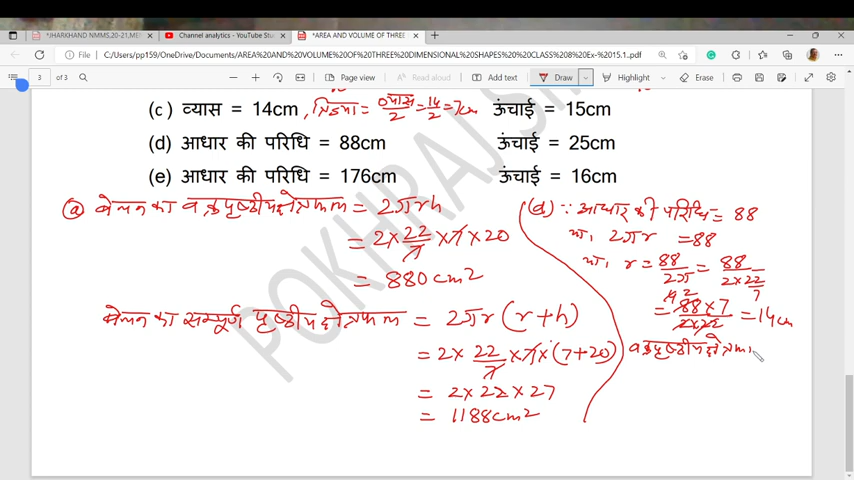 *JHARKHAND NMMS,20-21,ME
Channel analytics - YouTube Studio
*AREA AND VOLUME OF THREE
File C:/Users/pp159/OneDrive/Documents/AREA%20AND%20VOLUME%20OF%20THREE%20DIMENSIONAL%20SHAPES%20%20CLASS%208%20Ex-%2015.1.pdf
3 of 3 Page view Read aloud Add text Draw Highlight Erase
(c) व्यास = 14cm , त्रिज्या = व्यास/2 = 14/2 = 7cm ऊंचाई = 15cm
(d) आधार की परिधि = 88cm ऊंचाई = 25cm
(e) आधार की परिधि = 176cm ऊंचाई = 16cm
POKHRAJ
(a) बेलन का वक्रपृष्ठीय क्षेत्रफल = 2πrh
= 2 × 22/7 × 7 × 20
= 880 cm²
बेलन का सम्पूर्ण पृष्ठीय क्षेत्रफल = 2πr (r+h)
= 2 × 22/7 × 7 × (7+20)
= 2 × 22 × 27
= 1188 cm²
(d) ∵ आधार की परिधि = 88
या, 2πr = 88
या, r = 88/2π = 88/2×22/7
= 88×7/2×22 = 14 cm
वक्रपृष्ठीय क्षेत्रफ